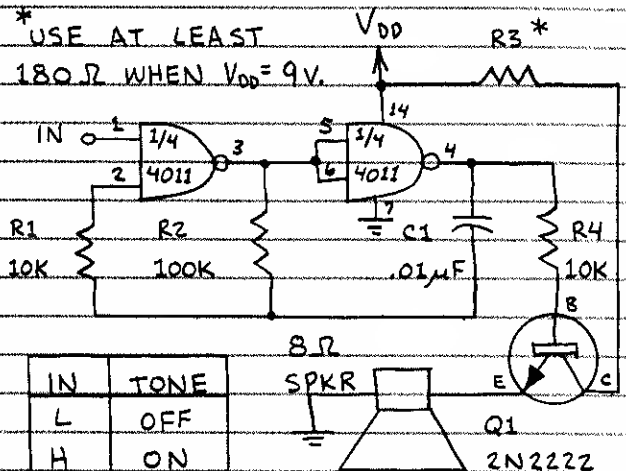 *USE AT LEAST
180 Ω WHEN VDD = 9V.
VDD
R3 *
14
IN
1
2
1/4
4011
3
5
6
1/4
4011
4
7
R1
10K
R2
100K
C1
.01µF
R4
10K
B
E
C
8 Ω
SPKR
Q1
2N2222
IN TONE
L OFF
H ON